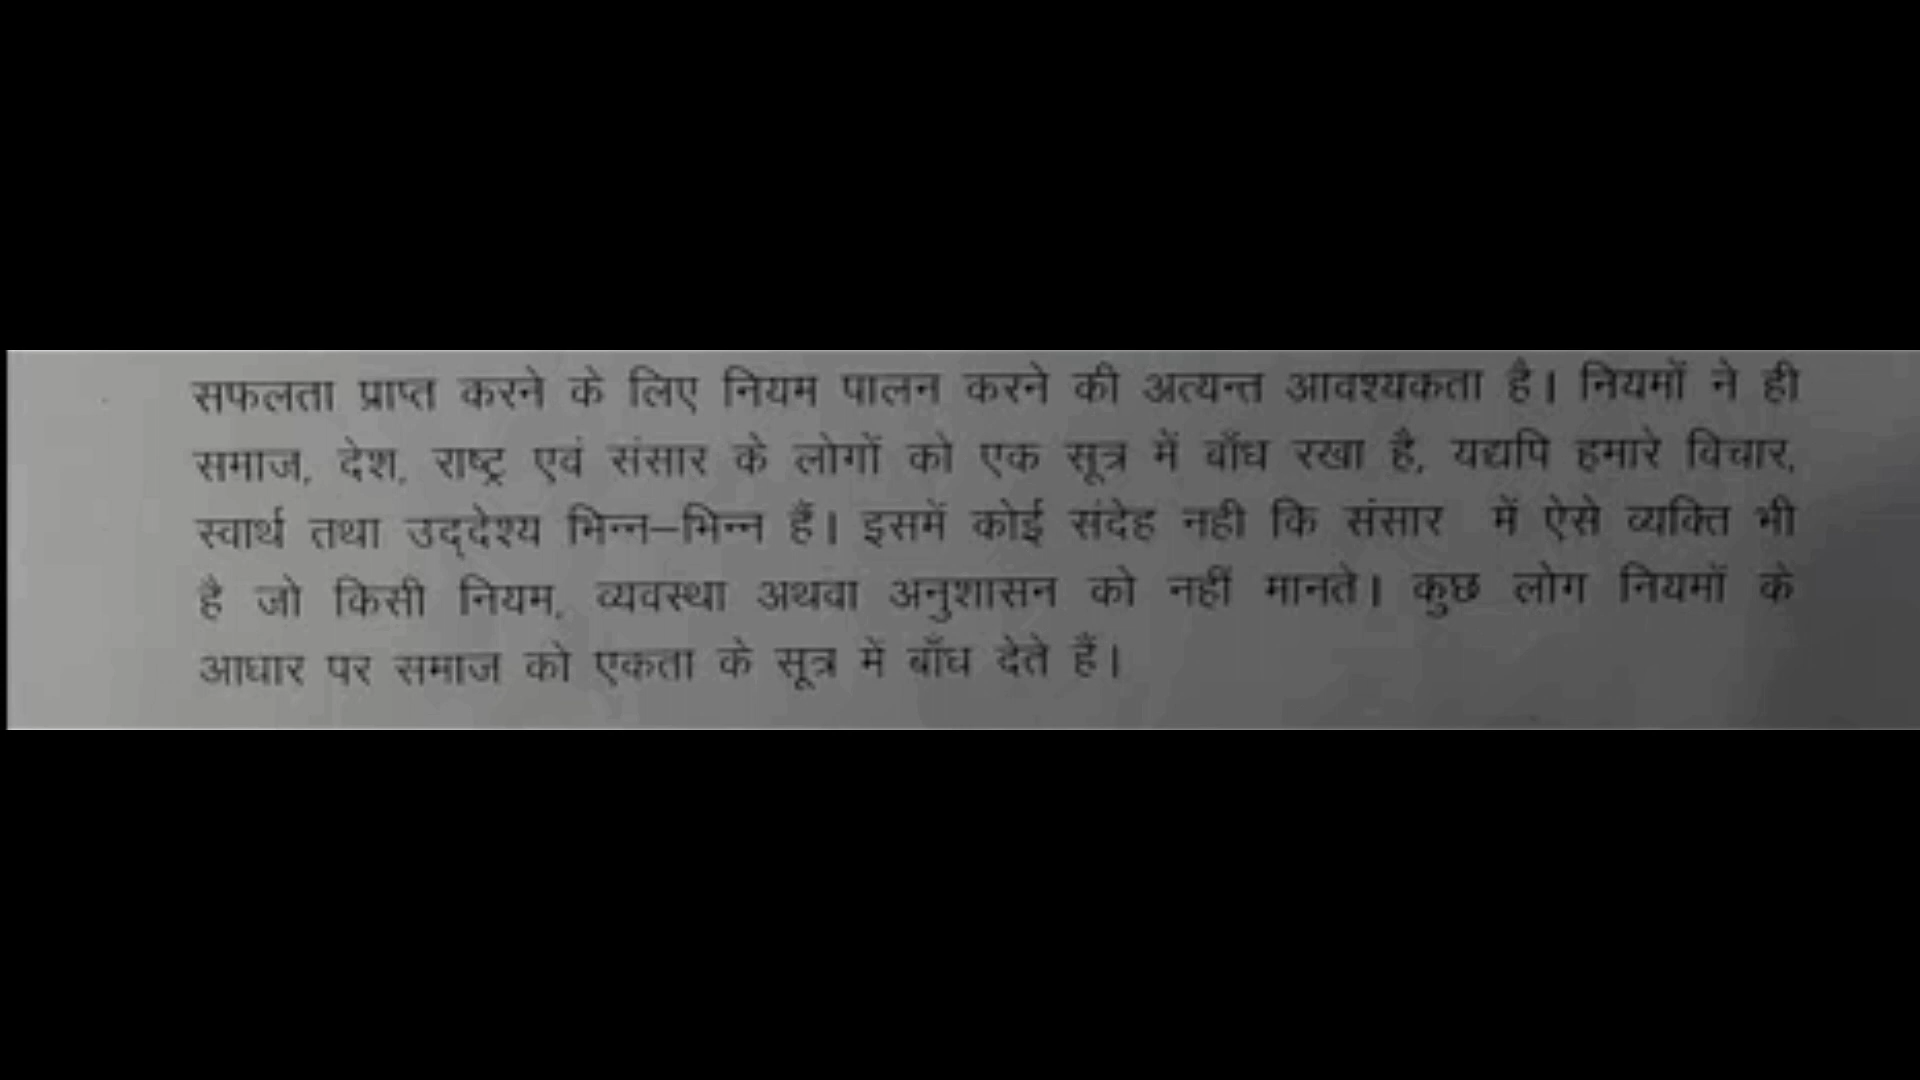 सफलता प्राप्त करने के लिए नियम पालन करने की अत्यन्त आवश्यकता है। नियमों ने ही
समाज, देश, राष्ट्र एवं संसार के लोगों को एक सूत्र में बाँध रखा है, यद्यपि हमारे विचार,
स्वार्थ तथा उद्देश्य भिन्न–भिन्न हैं। इसमें कोई संदेह नही कि संसार में ऐसे व्यक्ति भी
है जो किसी नियम, व्यवस्था अथवा अनुशासन को नहीं मानते। कुछ लोग नियमों के
आधार पर समाज को एकता के सूत्र में बाँध देते हैं।